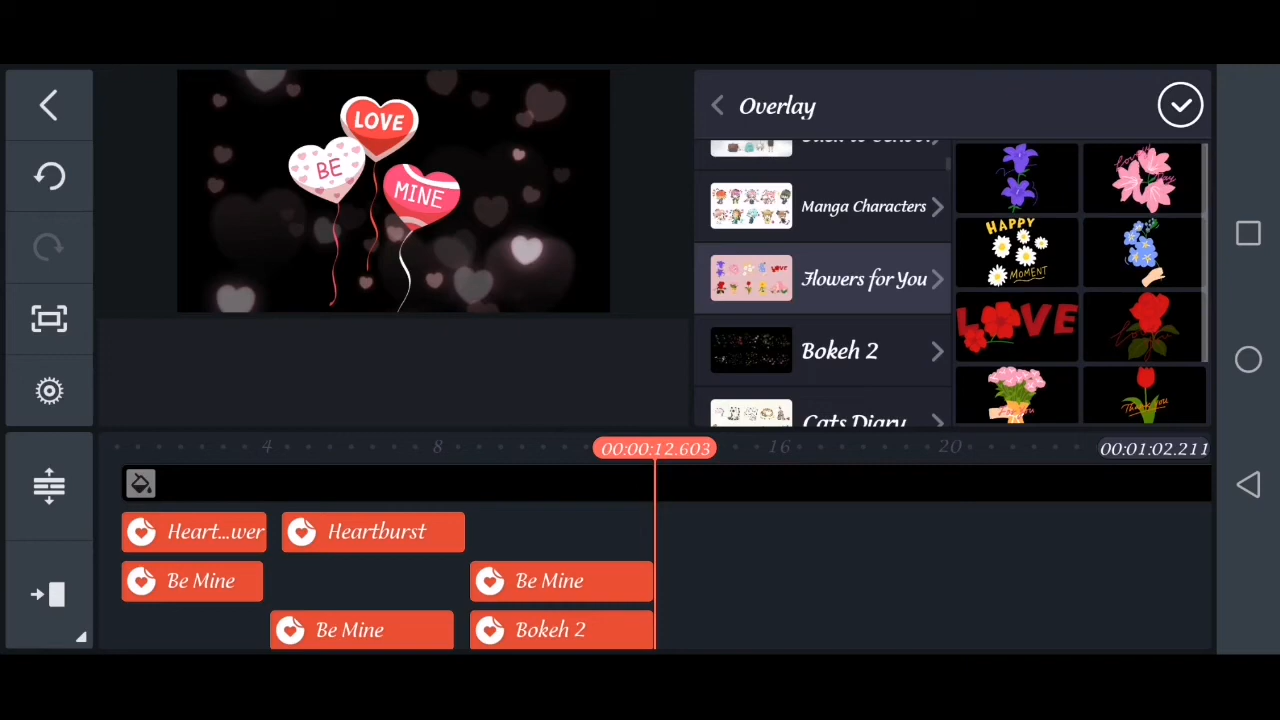 Overlay
LOVE
BE
MINE
Manga Characters
Flowers for You
Bokeh 2
Cats Diary
HAPPY
MOMENT
LOVE
Thank you
4
8
00:00:12.603
16
20
00:01:02.211
Heart...wer
Heartburst
Be Mine
Be Mine
Be Mine
Bokeh 2